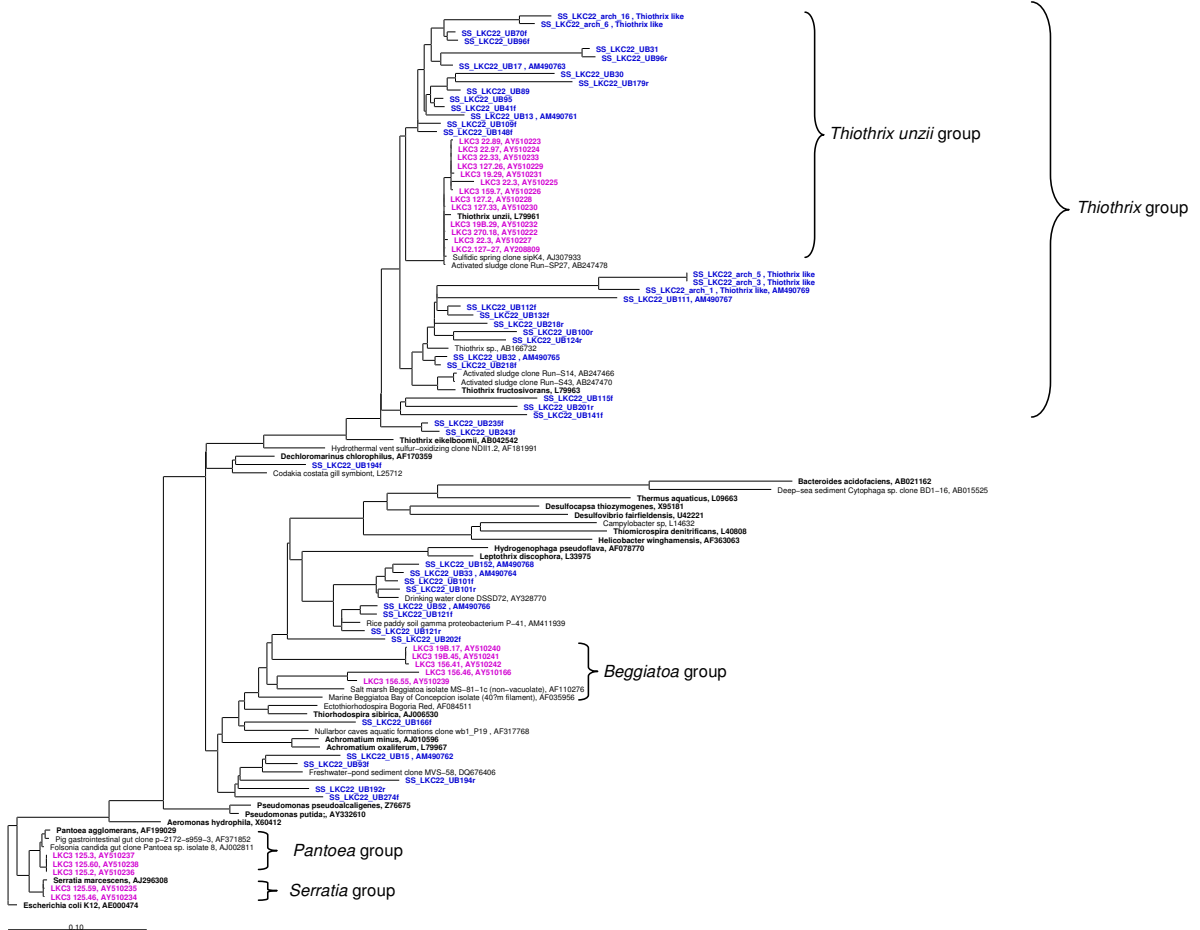 SS_LKC22_arch_16 , Thiothrix like
SS_LKC22_arch_6 , Thiothrix like
SS_LKC22_UB70f
SS_LKC22_UB96f
SS_LKC22_UB31
SS_LKC22_UB96r
SS_LKC22_UB17 , AM490763
SS_LKC22_UB30
SS_LKC22_UB179r
SS_LKC22_UB89
SS_LKC22_UB95
SS_LKC22_UB41f
SS_LKC22_UB13 , AM490761
SS_LKC22_UB109f
SS_LKC22_UB148f
Thiothrix unzii group
LKC3 22.89, AY510223
LKC3 22.97, AY510224
LKC3 22.33, AY510233
LKC3 127.26, AY510229
LKC3 19.29, AY510231
LKC3 22.3, AY510225
LKC3 159.7, AY510226
LKC3 127.2, AY510228
LKC3 127.33, AY510230
Thiothrix group
Thiothrix unzii, L79961
LKC3 19B.29, AY510232
LKC3 270.18, AY510222
LKC3 22.3, AY510227
LKC2.127−27, AY208809
Sulfidic spring clone sipK4, AJ307933
Activated sludge clone Run−SP27, AB247478
SS_LKC22_arch_5 , Thiothrix like
SS_LKC22_arch_3 , Thiothrix like
SS_LKC22_arch_1 , Thiothrix like, AM490769
SS_LKC22_UB111, AM490767
SS_LKC22_UB112f
SS_LKC22_UB132f
SS_LKC22_UB218r
SS_LKC22_UB100r
SS_LKC22_UB124r
Thiothrix sp., AB166732
SS_LKC22_UB32 , AM490765
SS_LKC22_UB218f
Activated sludge clone Run−S14, AB247466
Activated sludge clone Run−S43, AB247470
Thiothrix fructosivorans, L79963
SS_LKC22_UB115f
SS_LKC22_UB201r
SS_LKC22_UB141f
SS_LKC22_UB235f
SS_LKC22_UB243f
Thiothrix eikelboomii, AB042542
Hydrothermal vent sulfur−oxidizing clone NDII1.2, AF181991
Dechloromarinus chlorophilus, AF170359
SS_LKC22_UB194f
Codakia costata gill symbiont, L25712
Bacteroides acidofaciens, AB021162
Deep−sea sediment Cytophaga sp. clone BD1−16, AB015525
Thermus aquaticus, L09663
Desulfocapsa thiozymogenes, X95181
Desulfovibrio fairfieldensis, U42221
Campylobacter sp, L14632
Thiomicrospira denitrificans, L40808
Helicobacter winghamensis, AF363063
Hydrogenophaga pseudoflava, AF078770
Leptothrix discophora, L33975
SS_LKC22_UB152, AM490768
SS_LKC22_UB33 , AM490764
SS_LKC22_UB101f
SS_LKC22_UB101r
Drinking water clone DSSD72, AY328770
SS_LKC22_UB52 , AM490766
SS_LKC22_UB121f
Rice paddy soil gamma proteobacterium P−41, AM411939
SS_LKC22_UB121r
SS_LKC22_UB202f
LKC3 19B.17, AY510240
LKC3 19B.45, AY510241
LKC3 156.41, AY510242
LKC3 156.46, AY510166
Beggiatoa group
LKC3 156.55, AY510239
Salt marsh Beggiatoa isolate MS−81−1c (non−vacuolate), AF110276
Marine Beggiatoa Bay of Concepcion isolate (40?m filament), AF035956
Ectothiorhodospira Bogoria Red, AF084511
Thiorhodospira sibirica, AJ006530
SS_LKC22_UB166f
Nullarbor caves aquatic formations clone wb1_P19 , AF317768
Achromatium minus, AJ010596
Achromatium oxaliferum, L79967
SS_LKC22_UB15 , AM490762
SS_LKC22_UB93f
Freshwater−pond sediment clone MVS−58, DQ676406
SS_LKC22_UB194r
SS_LKC22_UB192r
SS_LKC22_UB274f
Pseudomonas pseudoalcaligenes, Z76675
Pseudomonas putida;, AY332610
Aeromonas hydrophila, X60412
Pantoea agglomerans, AF199029
Pig gastrointestinal gut clone p−2172−s959−3, AF371852
Folsonia candida gut clone Pantoea sp. isolate 8, AJ002811
Pantoea group
LKC3 125.3, AY510237
LKC3 125.60, AY510238
LKC3 125.2, AY510236
Serratia marcescens, AJ296308
LKC3 125.59, AY510235
Serratia group
LKC3 125.46, AY510234
Escherichia coli K12, AE000474
0.10